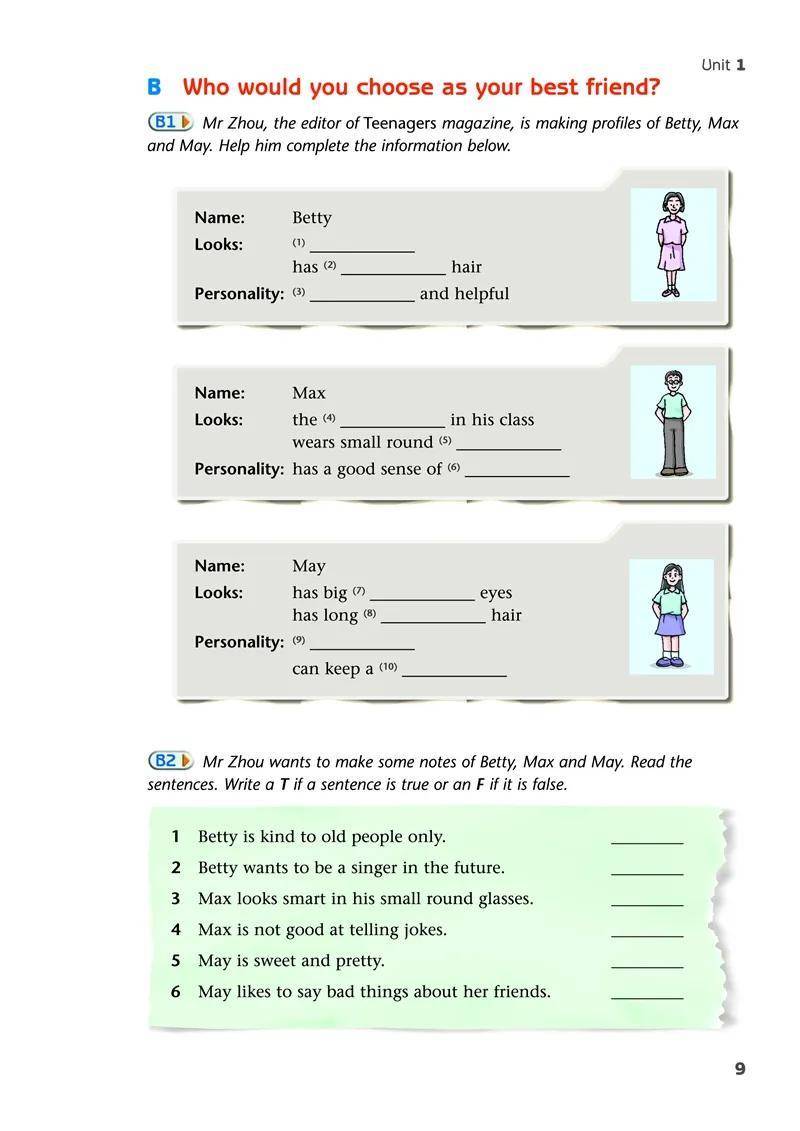 Unit 1
B Who would you choose as your best friend?
B1 Mr Zhou, the editor of Teenagers magazine, is making profiles of Betty, Max
and May. Help him complete the information below.
Name: Betty
Looks: (1) ____________
has (2) ____________ hair
Personality: (3) ____________ and helpful
Name: Max
Looks: the (4) ____________ in his class
wears small round (5) ____________
Personality: has a good sense of (6) ____________
Name: May
Looks: has big (7) ____________ eyes
has long (8) ____________ hair
Personality: (9) ____________
can keep a (10) ____________
B2 Mr Zhou wants to make some notes of Betty, Max and May. Read the
sentences. Write a T if a sentence is true or an F if it is false.
1 Betty is kind to old people only. ________
2 Betty wants to be a singer in the future. ________
3 Max looks smart in his small round glasses. ________
4 Max is not good at telling jokes. ________
5 May is sweet and pretty. ________
6 May likes to say bad things about her friends. ________
9